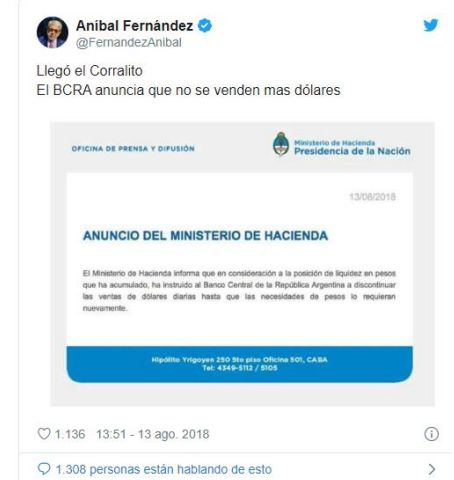 Aníbal Fernández
@FernandezAnibal
Llegó el Corralito
El BCRA anuncia que no se venden mas dólares
OFICINA DE PRENSA Y DIFUSIÓN
Ministerio de Hacienda
Presidencia de la Nación
13/08/2018
ANUNCIO DEL MINISTERIO DE HACIENDA
El Ministerio de Hacienda informa que en consideración a la posición de liquidez en pesos
que ha acumulado, ha instruido al Banco Central de la República Argentina a discontinuar
las ventas de dólares diarias hasta que las necesidades de pesos lo requieran
nuevamente.
Hipólito Yrigoyen 250 5to piso Oficina 501, CABA
Tel: 4349-5112 / 5105
1.136 13:51 - 13 ago. 2018
1.308 personas están hablando de esto